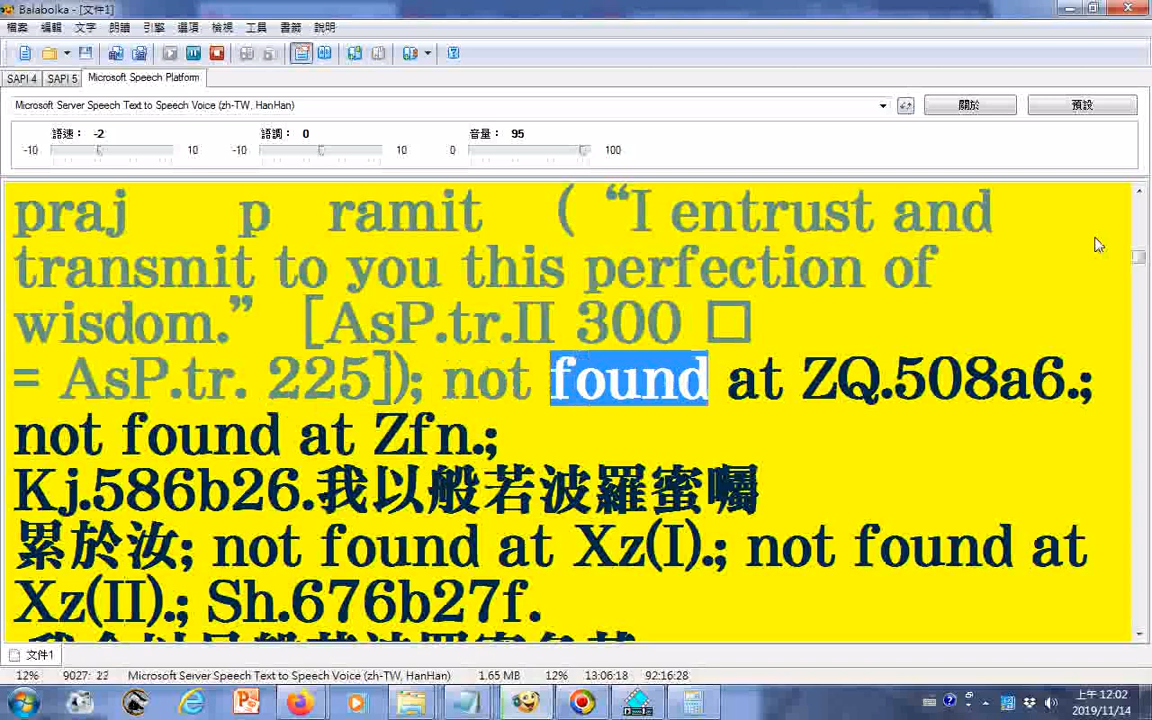 Balabolka - [文件1]
檔案 編輯 文字 朗讀 引擎 選項 檢視 工具 書籤 說明
SAPI 4 SAPI 5 Microsoft Speech Platform
Microsoft Server Speech Text to Speech Voice (zh-TW, HanHan) 關於 預設
語速： -2 語調： 0 音量： 95
-10 10 -10 10 0 100
praj p ramit ( “I entrust and
transmit to you this perfection of
wisdom.” [AsP.tr.II 300 □
= AsP.tr. 225]); not found at ZQ.508a6.;
not found at Zfn.;
Kj.586b26.我以般若波羅蜜囑
累於汝; not found at Xz(I).; not found at
Xz(II).; Sh.676b27f.
文件1
12% 9027: 22 Microsoft Server Speech Text to Speech Voice (zh-TW, HanHan) 1.65 MB 12% 13:06:18 92:16:28
上午 12:02
2019/11/14